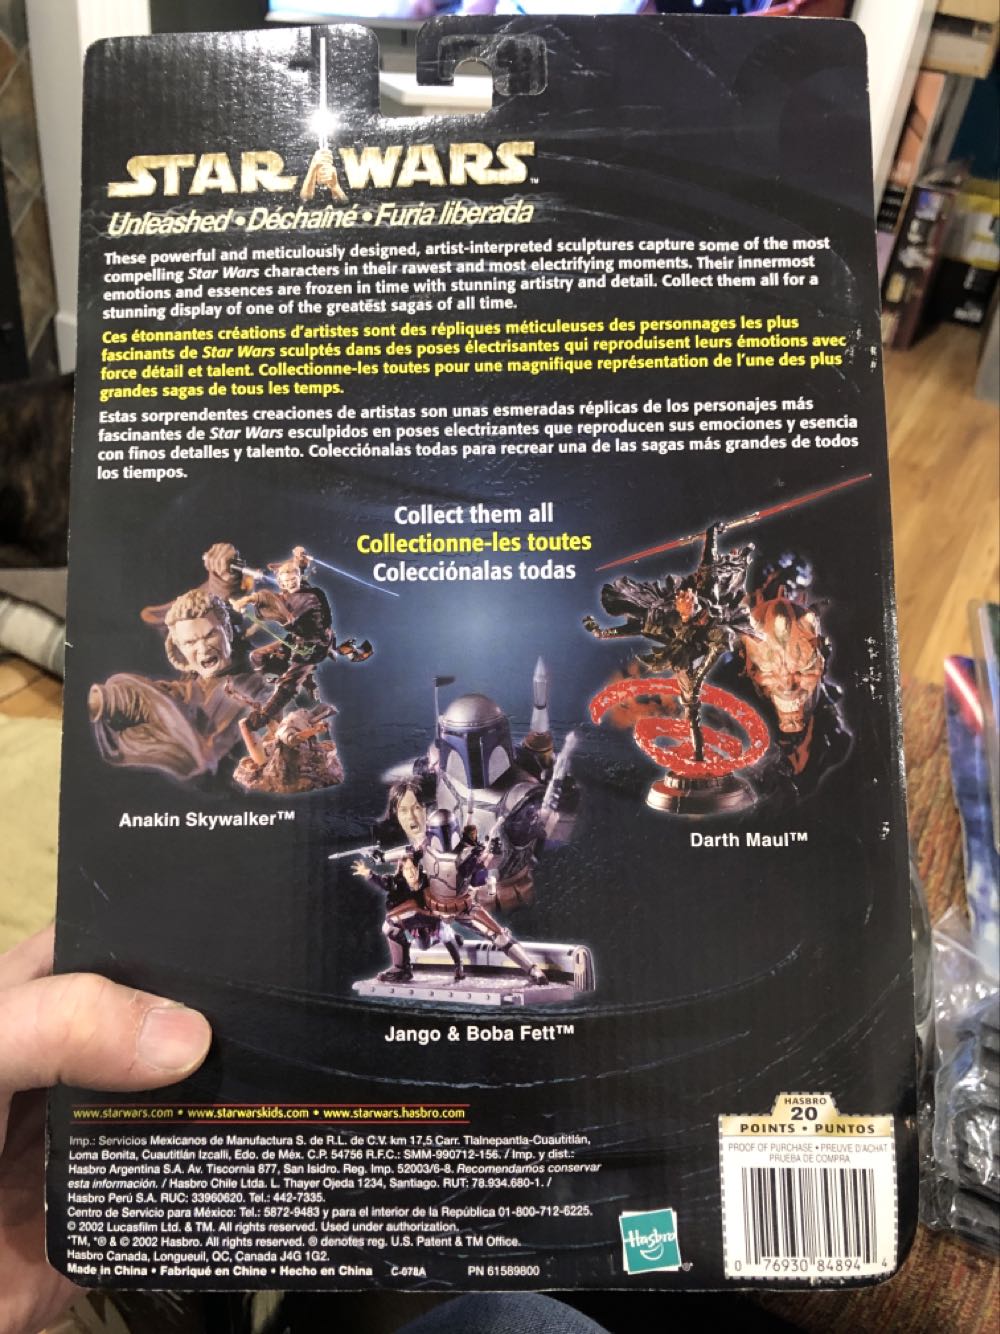 STAR WARS™
Unleashed • Déchaîné • Furia liberada
These powerful and meticulously designed, artist-interpreted sculptures capture some of the most
compelling Star Wars characters in their rawest and most electrifying moments. Their innermost
emotions and essences are frozen in time with stunning artistry and detail. Collect them all for a
stunning display of one of the greatest sagas of all time.
Ces étonnantes créations d'artistes sont des répliques méticuleuses des personnages les plus
fascinants de Star Wars sculptés dans des poses électrisantes qui reproduisent leurs émotions avec
force détail et talent. Collectionne-les toutes pour une magnifique représentation de l'une des plus
grandes sagas de tous les temps.
Estas sorprendentes creaciones de artistas son unas esmeradas réplicas de los personajes más
fascinantes de Star Wars esculpidos en poses electrizantes que reproducen sus emociones y esencia
con finos detalles y talento. Colecciónalas todas para recrear una de las sagas más grandes de todos
los tiempos.
Collect them all
Collectionne-les toutes
Colecciónalas todas
Anakin Skywalker™
Darth Maul™
Jango & Boba Fett™
www.starwars.com • www.starwarskids.com • www.starwars.hasbro.com
Imp.: Servicios Mexicanos de Manufactura S. de R.L. de C.V. km 17,5 Carr. Tlalnepantla-Cuautitlán,
Loma Bonita, Cuautitlán Izcalli, Edo. de Méx. C.P. 54756 R.F.C.: SMM-990712-156. / Imp. y dist.:
Hasbro Argentina S.A. Av. Tiscornia 877, San Isidro. Reg. Imp. 52003/6-8. Recomendamos conservar
esta información. / Hasbro Chile Ltda. L. Thayer Ojeda 1234, Santiago. RUT: 78.934.680-1. /
Hasbro Perú S.A. RUC: 33960620. Tel.: 442-7335.
Centro de Servicio para México: Tel.: 5872-9483 y para el interior de la República 01-800-712-6225.
© 2002 Lucasfilm Ltd. & TM. All rights reserved. Used under authorization.
*TM, *® & © 2002 Hasbro. All rights reserved. ® denotes reg. U.S. Patent & TM Office.
Hasbro Canada, Longueuil, QC, Canada J4G 1G2.
Made in China • Fabriqué en Chine • Hecho en China C-078A PN 61589800
Hasbro ®
HASBRO
20
POINTS • PUNTOS
PROOF OF PURCHASE • PREUVE D'ACHAT
PRUEBA DE COMPRA
0 76930 84894 4